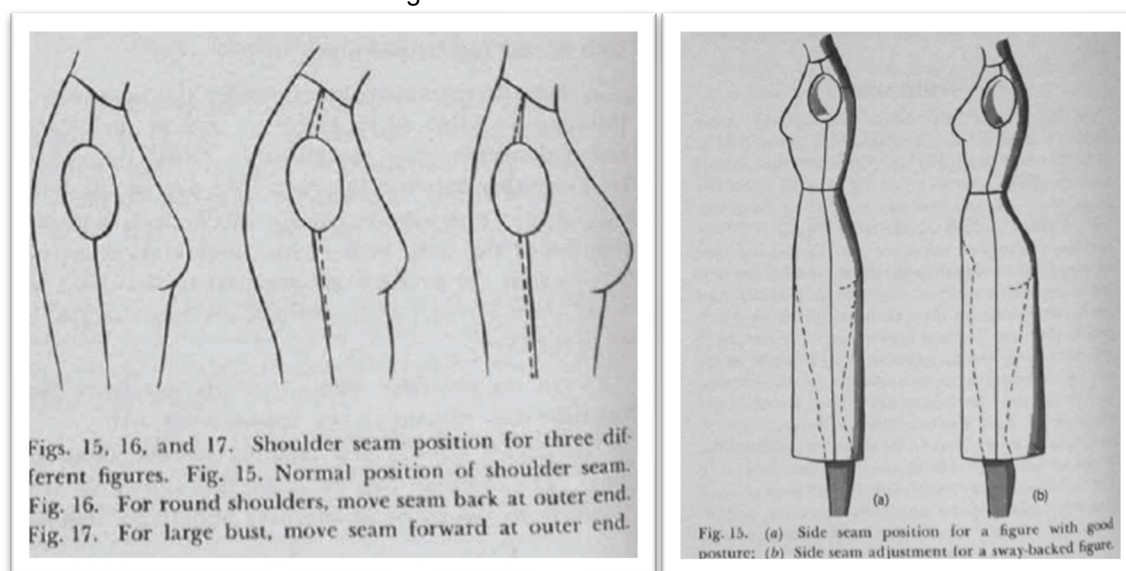 Figs. 15, 16, and 17. Shoulder seam position for three dif-
ferent figures. Fig. 15. Normal position of shoulder seam.
Fig. 16. For round shoulders, move seam back at outer end.
Fig. 17. For large bust, move seam forward at outer end.
(a)
(b)
Fig. 15. (a) Side seam position for a figure with good
posture; (b) Side seam adjustment for a sway-backed figure.